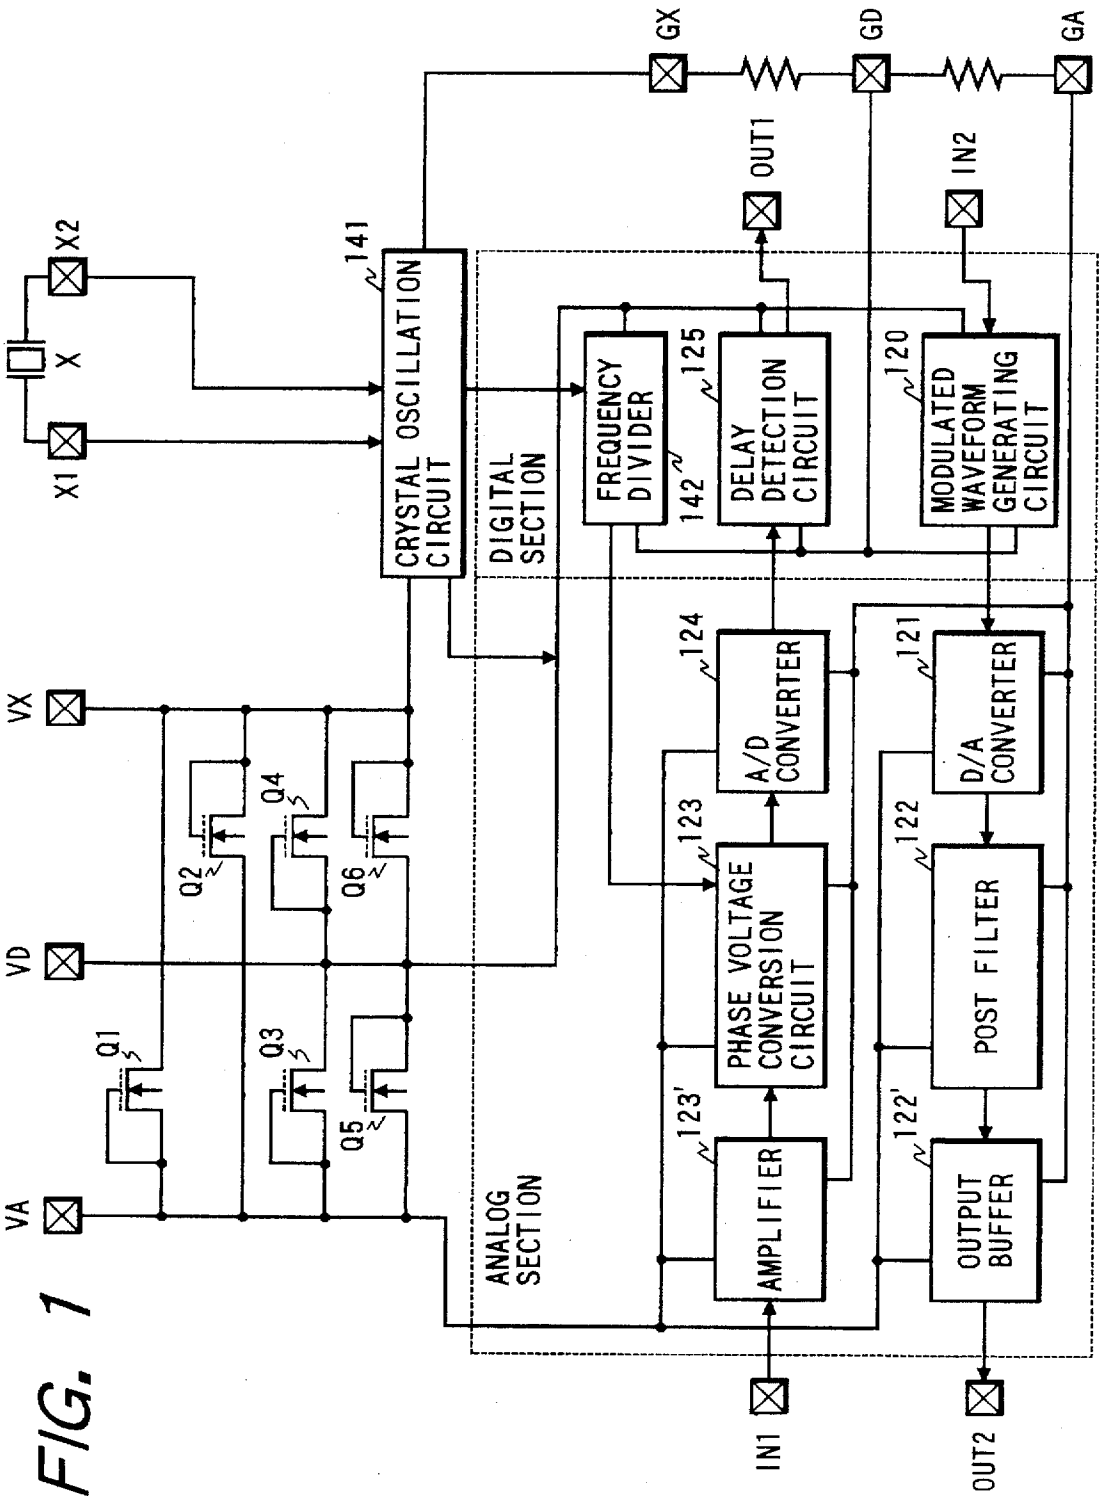 FIG. 1
VA
VD
VX
X1
X
X2
Q1
Q2
Q3
Q4
Q5
Q6
141
CRYSTAL OSCILLATION
CIRCUIT
GX
GD
GA
ANALOG
SECTION
DIGITAL
SECTION
FREQUENCY
DIVIDER
142
IN1
123'
AMPLIFIER
123
PHASE VOLTAGE
CONVERSION
CIRCUIT
124
A/D
CONVERTER
125
DELAY
DETECTION
CIRCUIT
OUT1
OUT2
122'
OUTPUT
BUFFER
122
POST FILTER
121
D/A
CONVERTER
120
MODULATED
WAVEFORM
GENERATING
CIRCUIT
IN2